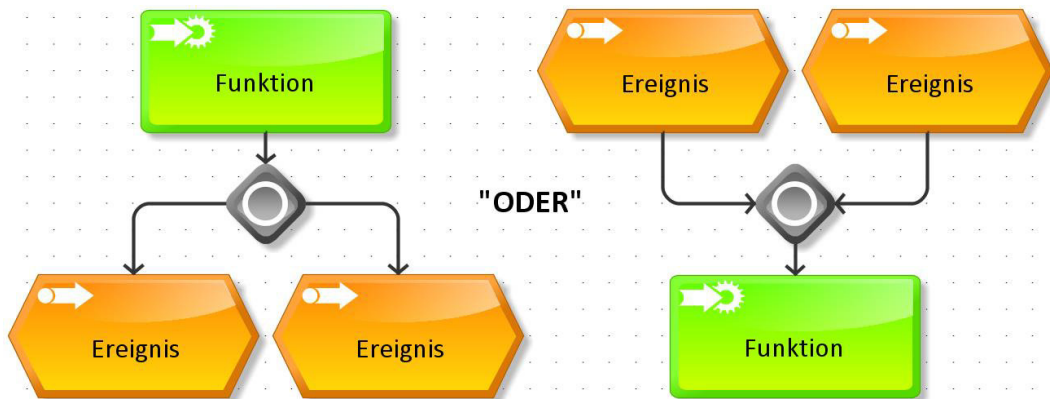 Funktion
Ereignis
Ereignis
"ODER"
Ereignis
Ereignis
Funktion